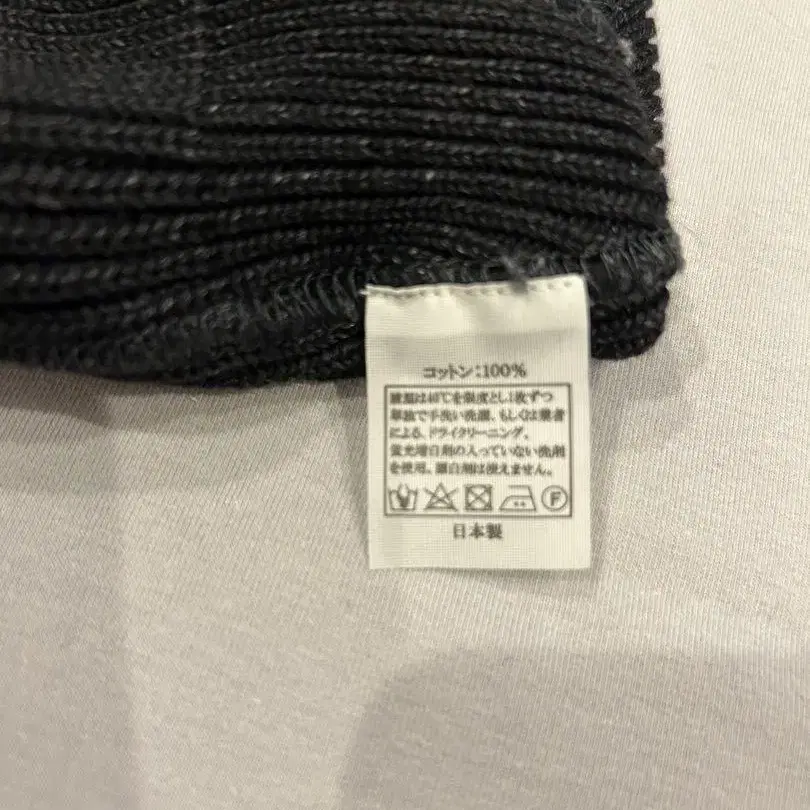 コットン:100%
液温は40℃を限度とし1枚ずつ
単独で手洗い洗濯、もしくは業者
による、ドライクリーニング。
蛍光増白剤の入っていない洗剤
を使用。漂白剤は使えません。
F
日本製